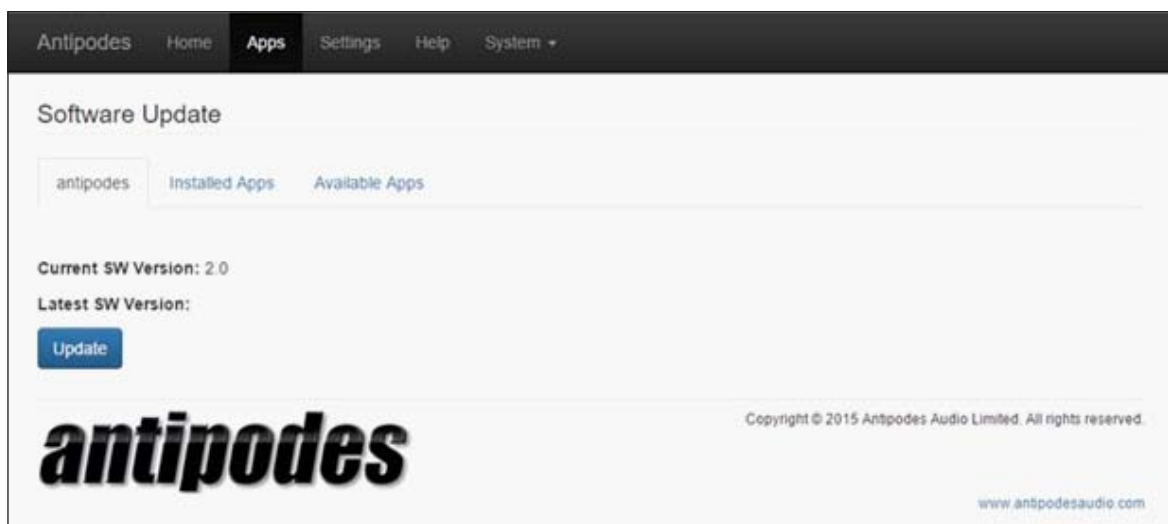 Antipodes Home Apps Settings Help System
Software Update
antipodes Installed Apps Available Apps
Current SW Version: 2.0
Latest SW Version:
Update
antipodes
Copyright © 2015 Antipodes Audio Limited. All rights reserved.
www.antipodesaudio.com